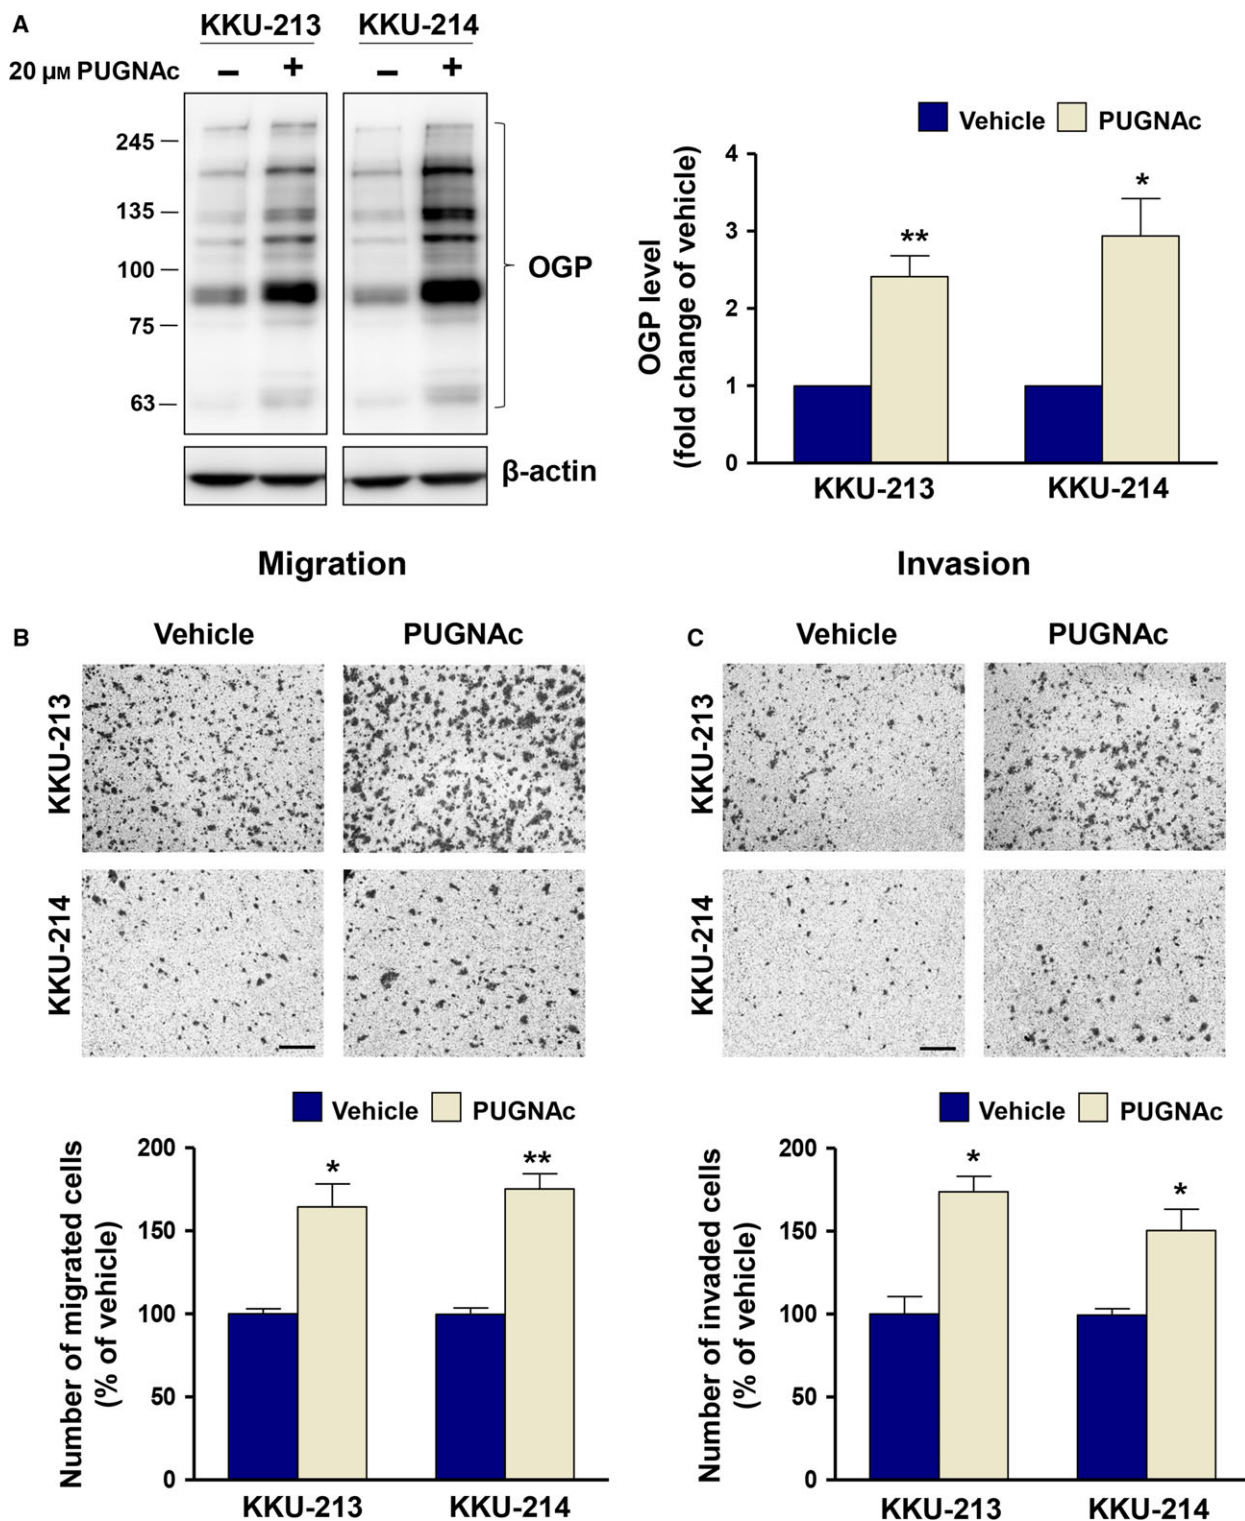 A
KKU-213 KKU-214
20 µM PUGNAc − + − +
245
135
100
75
63
OGP
β-actin
Vehicle PUGNAc
OGP level
(fold change of vehicle)
4
3
2
1
0
KKU-213 KKU-214
Migration Invasion
B
Vehicle PUGNAc
KKU-213
KKU-214
C
Vehicle PUGNAc
KKU-213
KKU-214
Vehicle PUGNAc
Number of migrated cells
(% of vehicle)
200
150
100
50
0
* **
KKU-213 KKU-214
Vehicle PUGNAc
Number of invaded cells
(% of vehicle)
200
150
100
50
0
* *
KKU-213 KKU-214